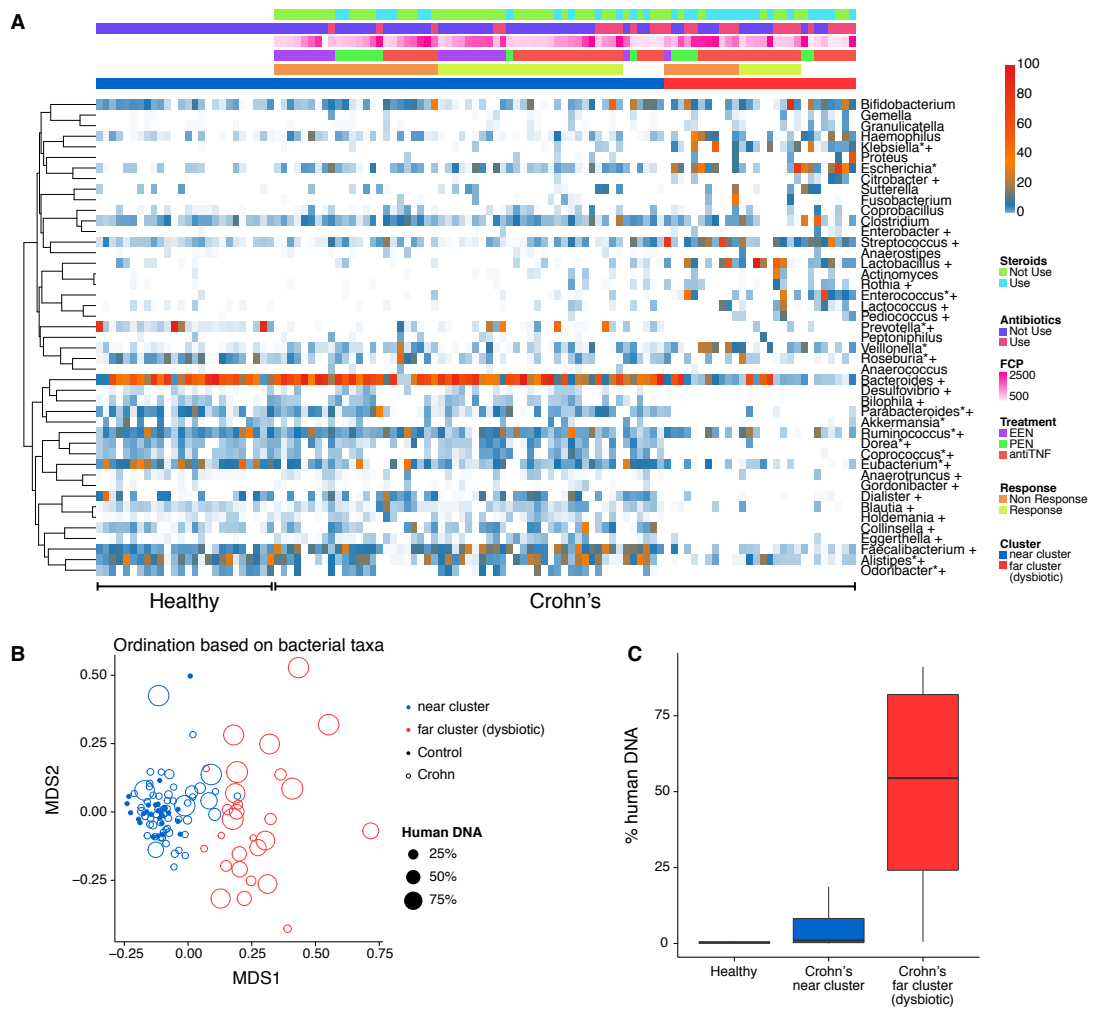 A
Bifidobacterium
Gemella
Granulicatella
Haemophilus
Klebsiella*+
Proteus
Escherichia*
Citrobacter +
Sutterella
Fusobacterium
Coprobacillus
Clostridium
Enterobacter +
Streptococcus +
Anaerostipes
Lactobacillus +
Actinomyces
Rothia +
Enterococcus*+
Lactococcus +
Pediococcus +
Prevotella*+
Peptoniphilus
Veillonella*
Roseburia*+
Anaerococcus
Bacteroides +
Desulfovibrio +
Bilophila +
Parabacteroides*+
Akkermansia*
Ruminococcus*+
Dorea*+
Coprococcus*+
Eubacterium*+
Anaerotruncus +
Gordonibacter +
Dialister +
Blautia +
Holdemania +
Collinsella +
Eggerthella +
Faecalibacterium +
Alistipes*+
Odoribacter*+
Healthy
Crohn's
100
80
60
40
20
0
Steroids
Not Use
Use
Antibiotics
Not Use
Use
FCP
2500
500
Treatment
EEN
PEN
antiTNF
Response
Non Response
Response
Cluster
near cluster
far cluster
(dysbiotic)
B
Ordination based on bacterial taxa
0.50
0.25
0.00
−0.25
MDS2
−0.25
0.00
0.25
0.50
0.75
MDS1
near cluster
far cluster (dysbiotic)
Control
Crohn
Human DNA
25%
50%
75%
C
% human DNA
75
50
25
0
Healthy
Crohn's
near cluster
Crohn's
far cluster
(dysbiotic)